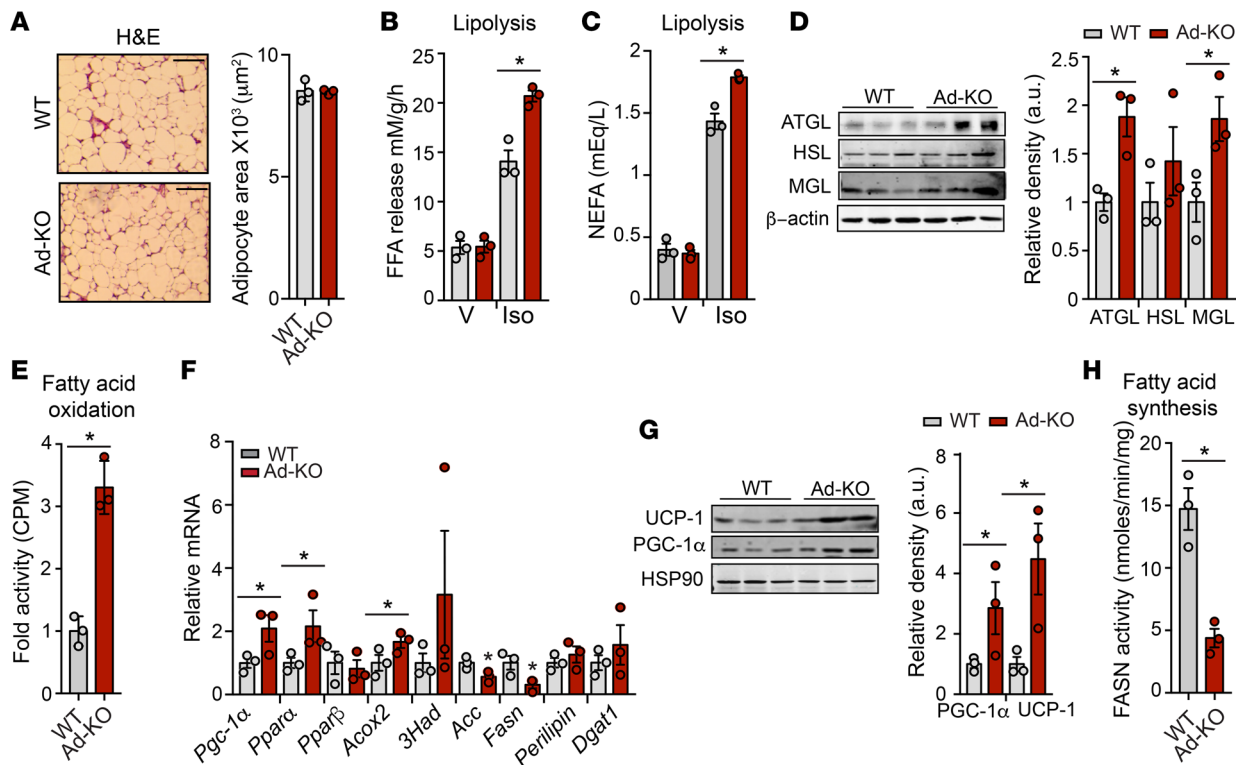 A
H&E
WT
Ad-KO
Adipocyte area X10³ (μm²)
10
5
0
WT
Ad-KO
B
Lipolysis
FFA release mM/g/h
25
20
15
10
5
0
*
V
Iso
C
Lipolysis
NEFA (mEq/L)
2
1.6
1
0.4
0
*
V
Iso
D
WT
Ad-KO
ATGL
HSL
MGL
β−actin
WT
Ad-KO
Relative density (a.u.)
2.5
2.0
1.5
1.0
0.5
0
*
*
ATGL
HSL
MGL
E
Fatty acid
oxidation
Fold activity (CPM)
4
3
2
1
0
*
WT
Ad-KO
F
WT
Ad-KO
Relative mRNA
8
6
4
2
0
*
*
*
*
*
Pgc-1α
Pparα
Pparβ
Acox2
3Had
Acc
Fasn
Perilipin
Dgat1
G
WT
Ad-KO
UCP-1
PGC-1α
HSP90
WT
Ad-KO
Relative density (a.u.)
8
6
4
2
0
*
*
PGC-1α
UCP-1
H
Fatty acid
synthesis
FASN activity (nmoles/min/mg)
20
15
10
5
0
*
WT
Ad-KO